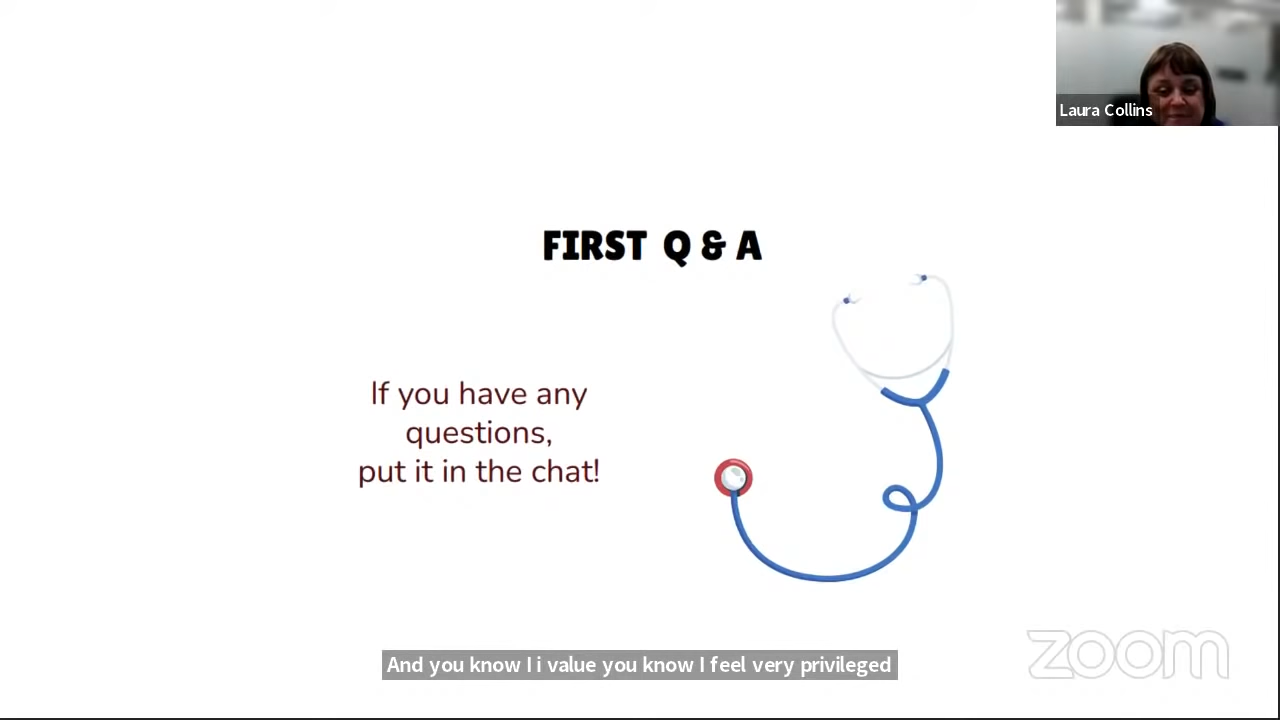 Laura Collins
FIRST Q & A
If you have any
questions,
put it in the chat!
And you know I i value you know I feel very privileged
zoom